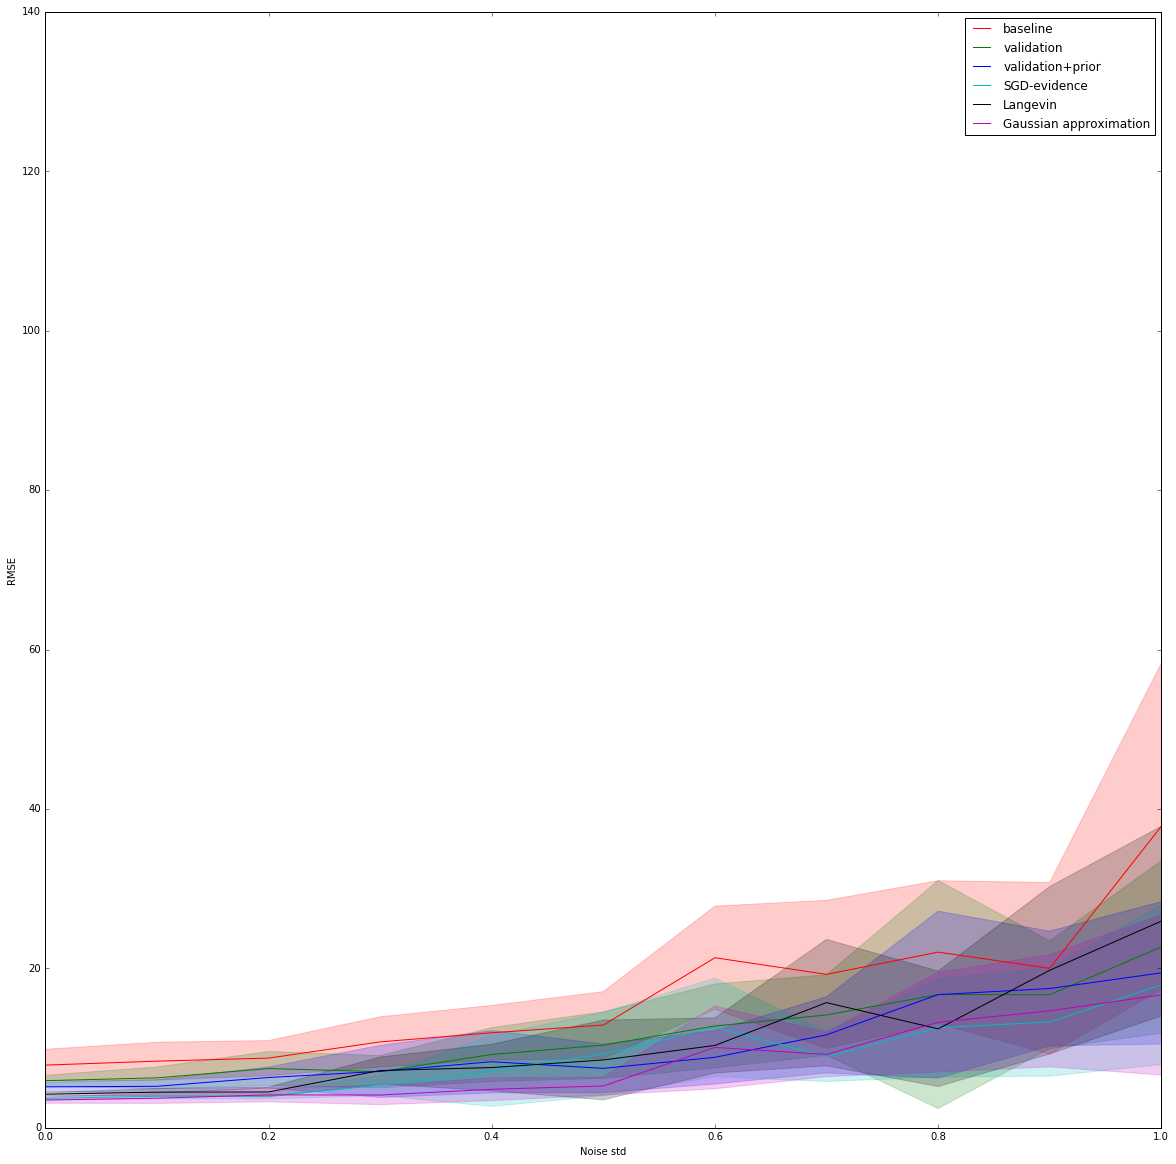 140
120
100
80
60
40
20
0
RMSE
0.0
0.2
0.4
0.6
0.8
1.0
Noise std
baseline
validation
validation+prior
SGD-evidence
Langevin
Gaussian approximation